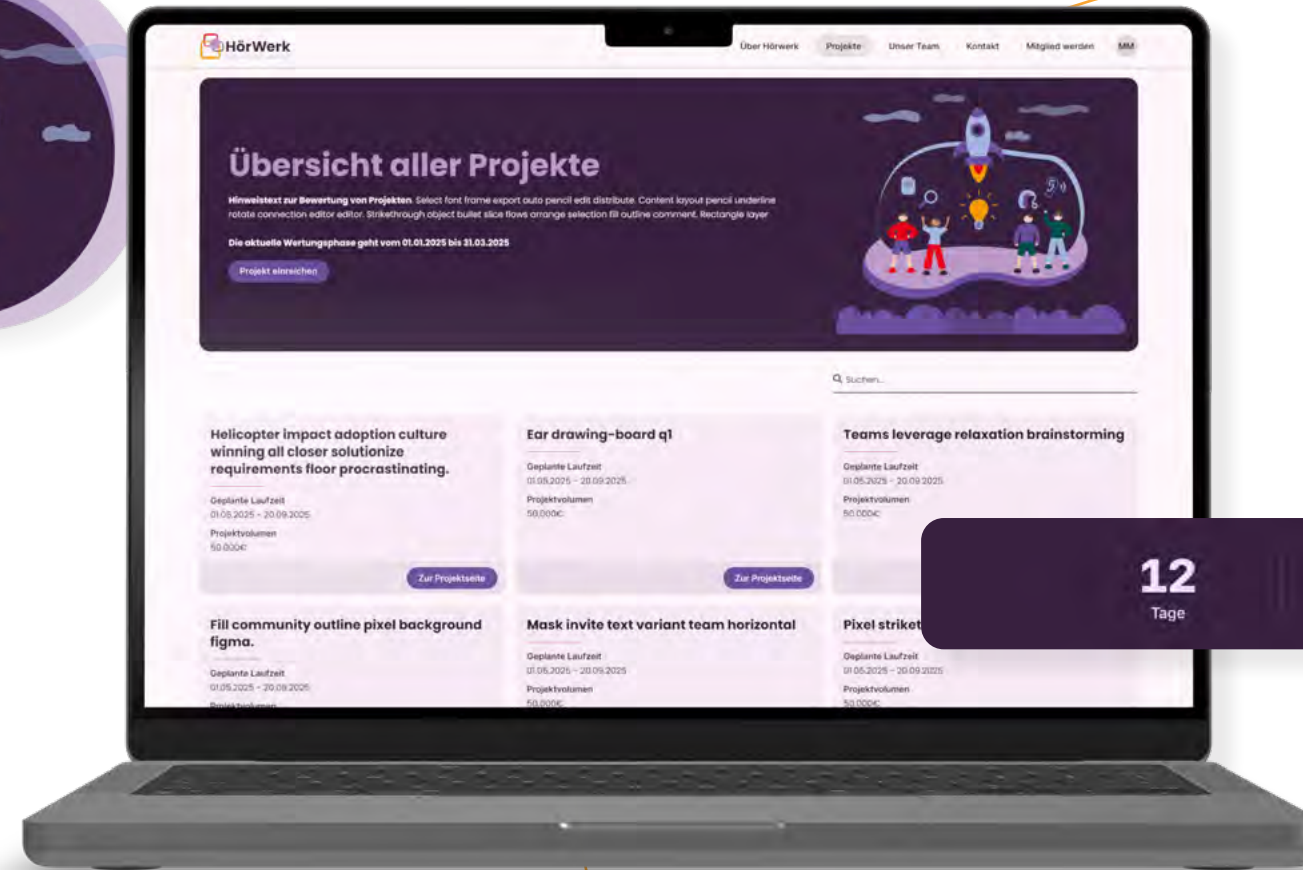 HörWerk
Über Hörwerk Projekte Unser Team Kontakt Mitglied werden MM
Übersicht aller Projekte
Hinweistext zur Bewertung von Projekten. Select font frame export auto pencil edit distribute. Content layout pencil underline
rotate connection editor editor. Strikethrough object bullet slice flows arrange selection fill outline comment. Rectangle layer
Die aktuelle Wertungsphase geht vom 01.01.2025 bis 31.03.2025
Projekt einreichen
Suchen...
Helicopter impact adoption culture
winning all closer solutionize
requirements floor procrastinating.
Geplante Laufzeit
01.05.2025 - 20.09.2025
Projektvolumen
50.000€
Zur Projektseite
Ear drawing-board q1
Geplante Laufzeit
01.05.2025 - 20.09.2025
Projektvolumen
50.000€
Zur Projektseite
Teams leverage relaxation brainstorming
Geplante Laufzeit
01.05.2025 - 20.09.2025
Projektvolumen
50.000€
12
Tage
Fill community outline pixel background
figma.
Geplante Laufzeit
01.05.2025 - 20.09.2025
Projektvolumen
Mask invite text variant team horizontal
Geplante Laufzeit
01.05.2025 - 20.09.2025
Projektvolumen
50.000€
Pixel striket
Geplante Laufzeit
01.05.2025 - 20.09.2025
Projektvolumen
50.000€